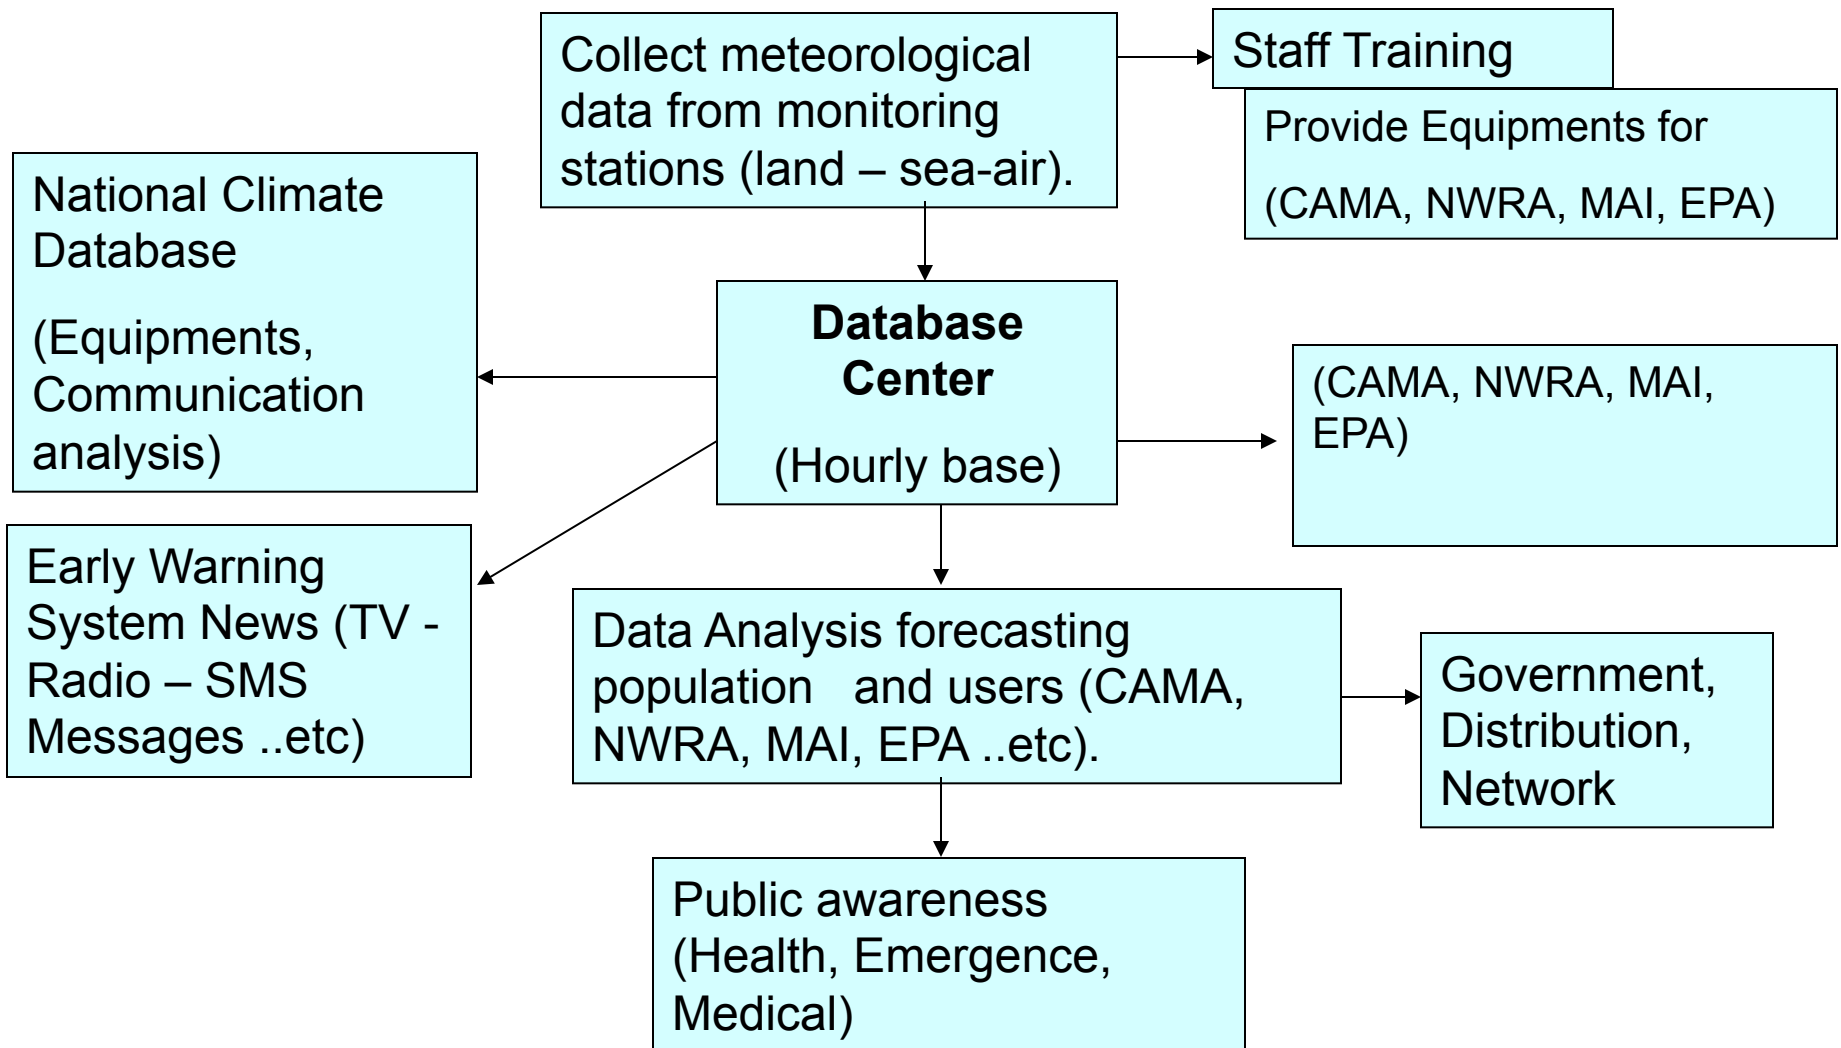 Collect meteorological
data from monitoring
stations (land – sea-air).
Staff Training
Provide Equipments for
(CAMA, NWRA, MAI, EPA)
National Climate
Database
(Equipments,
Communication
analysis)
Database
Center
(Hourly base)
(CAMA, NWRA, MAI,
EPA)
Early Warning
System News (TV -
Radio – SMS
Messages ..etc)
Data Analysis forecasting
population and users (CAMA,
NWRA, MAI, EPA ..etc).
Government,
Distribution,
Network
Public awareness
(Health, Emergence,
Medical)